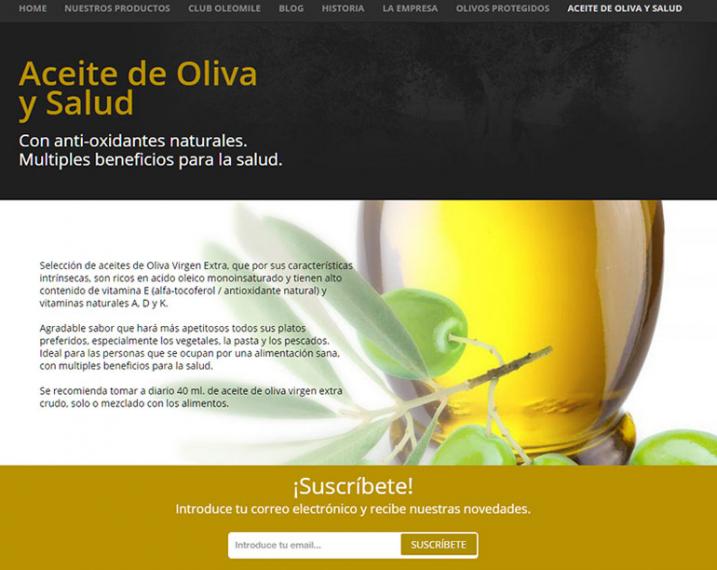 HOME NUESTROS PRODUCTOS CLUB OLEOMILE BLOG HISTORIA LA EMPRESA OLIVOS PROTEGIDOS ACEITE DE OLIVA Y SALUD
Aceite de Oliva
y Salud
Con anti-oxidantes naturales.
Multiples beneficios para la salud.
Selección de aceites de Oliva Virgen Extra, que por sus características
intrínsecas, son ricos en acido oleico monoinsaturado y tienen alto
contenido de vitamina E (alfa-tocoferol / antioxidante natural) y
vitaminas naturales A, D y K.
Agradable sabor que hará más apetitosos todos sus platos
preferidos, especialmente los vegetales, la pasta y los pescados.
Ideal para las personas que se ocupan por una alimentación sana,
con multiples beneficios para la salud.
Se recomienda tomar a diario 40 ml. de aceite de oliva virgen extra
crudo, solo o mezclado con los alimentos.
¡Suscríbete!
Introduce tu correo electrónico y recibe nuestras novedades.
Introduce tu email... SUSCRÍBETE